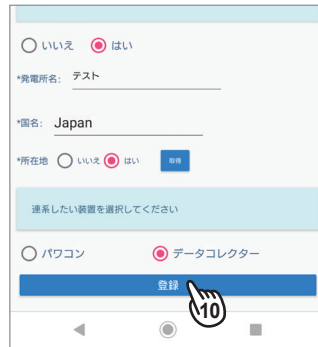 いいえ はい
*発電所名: テスト
*国名: Japan
*所在地 いいえ はい 取得
連系したい装置を選択してください
パワコン データコレクター
登録
10